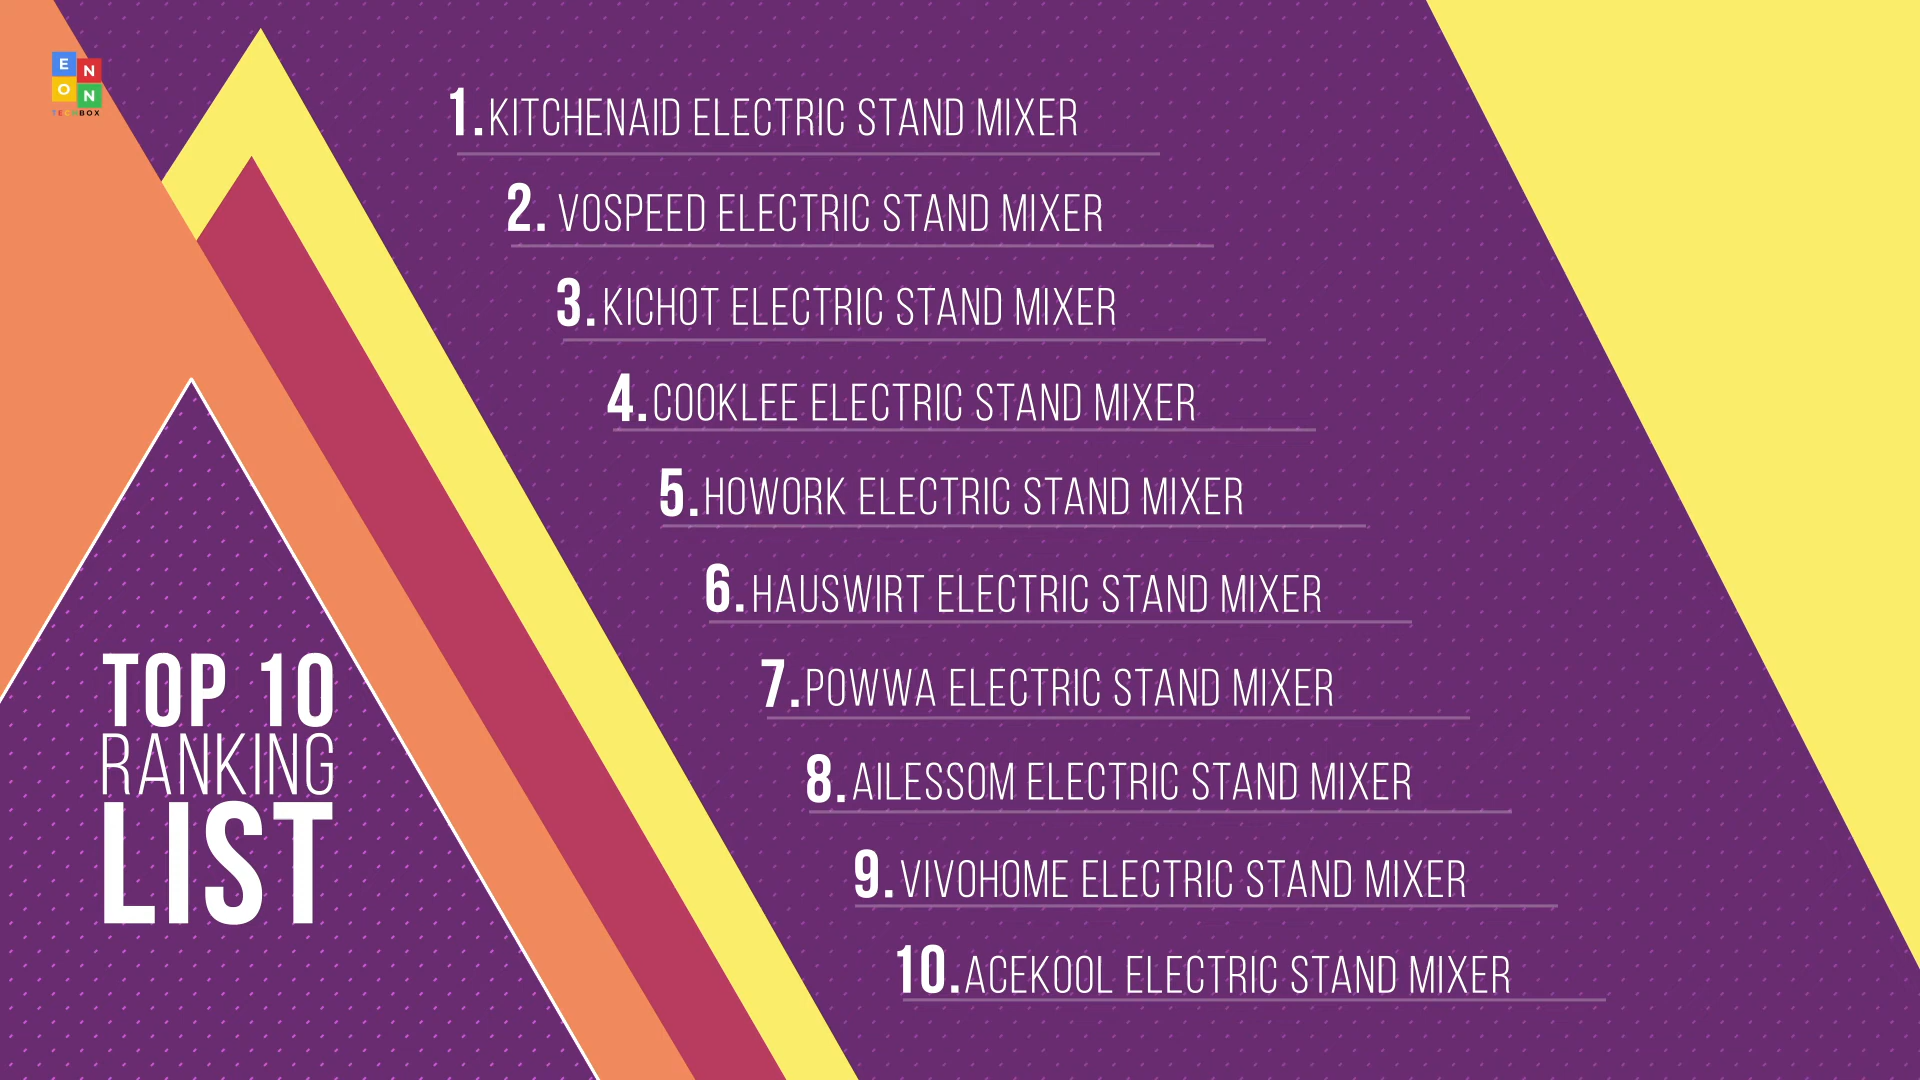 E N
O N
TECHBOX
1. KITCHENAID ELECTRIC STAND MIXER
2. VOSPEED ELECTRIC STAND MIXER
3. KICHOT ELECTRIC STAND MIXER
4. COOKLEE ELECTRIC STAND MIXER
5. HOWORK ELECTRIC STAND MIXER
6. HAUSWIRT ELECTRIC STAND MIXER
7. POWWA ELECTRIC STAND MIXER
8. AILESSOM ELECTRIC STAND MIXER
9. VIVOHOME ELECTRIC STAND MIXER
10. ACEKOOL ELECTRIC STAND MIXER
TOP 10
RANKING
LIST